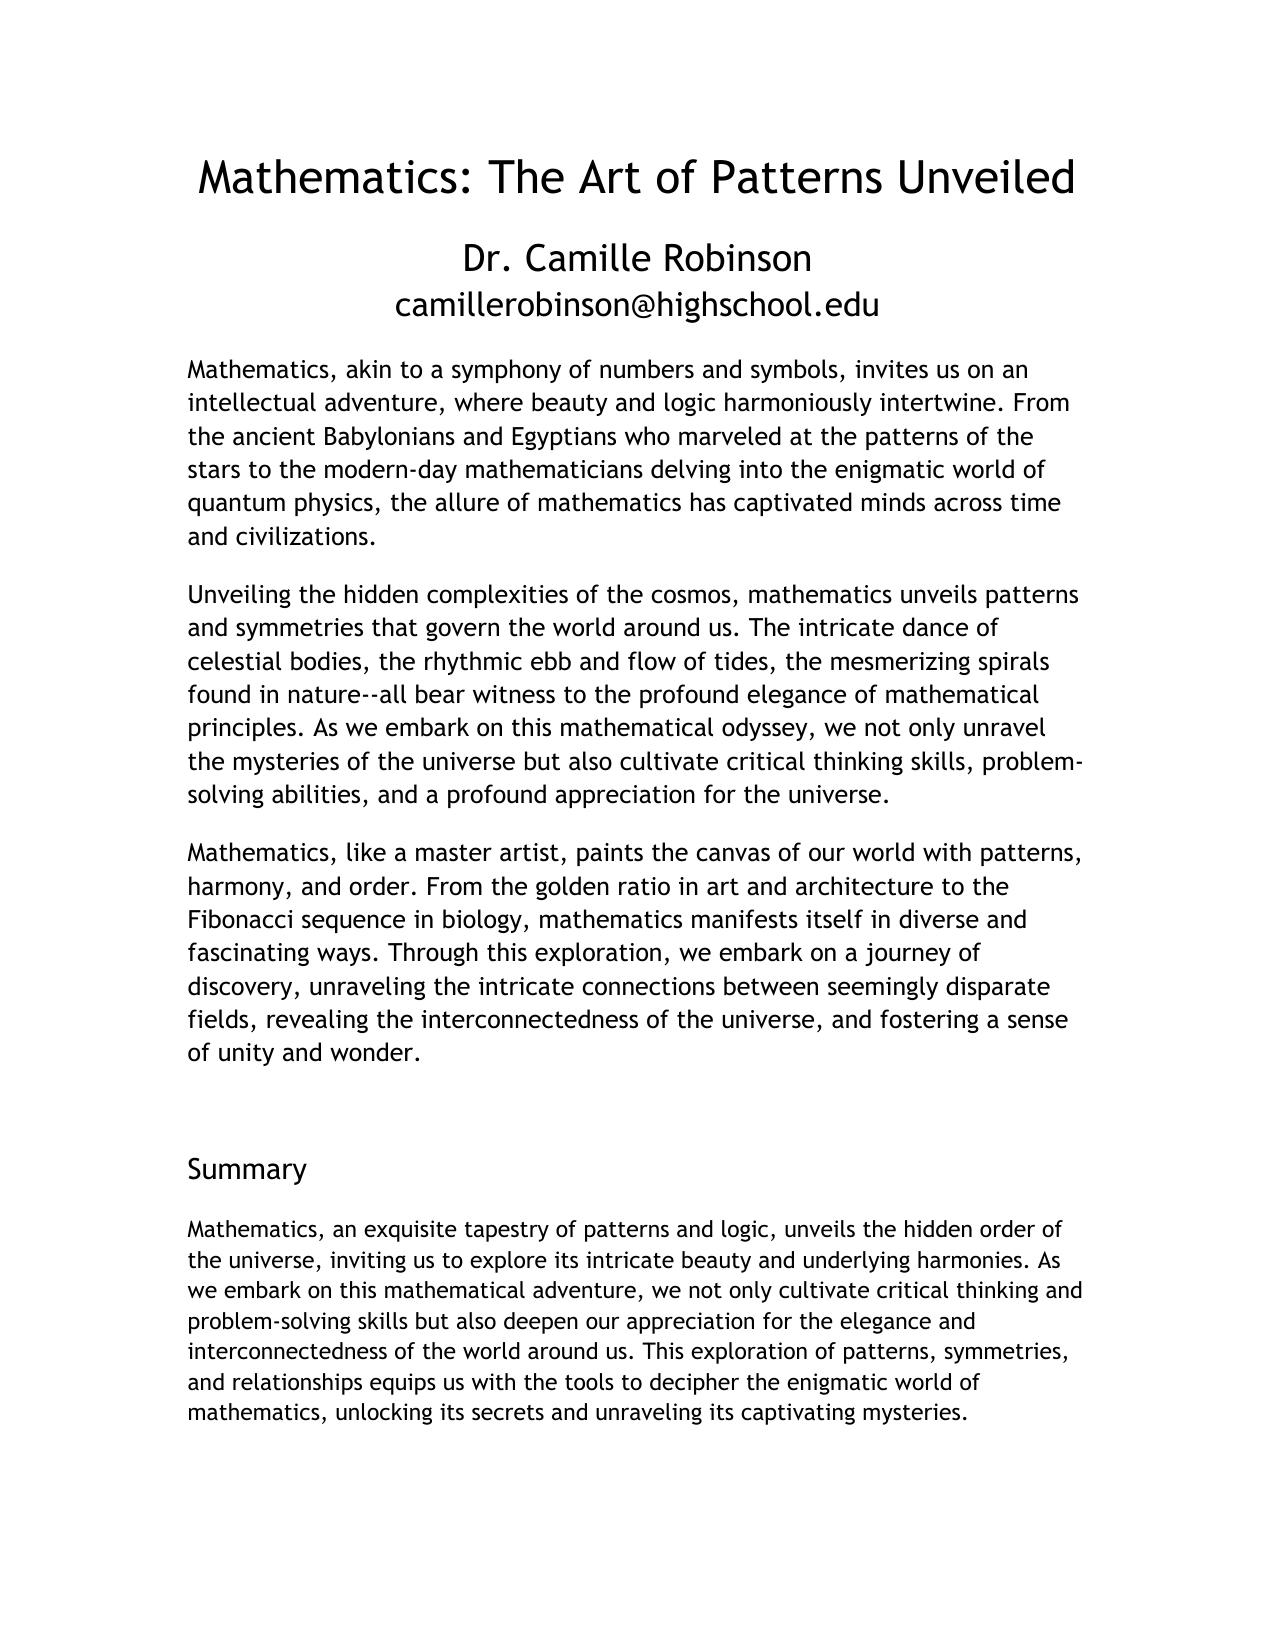 Mathematics: The Art of Patterns Unveiled
Dr. Camille Robinson
camillerobinson@highschool.edu
Mathematics, akin to a symphony of numbers and symbols, invites us on an
intellectual adventure, where beauty and logic harmoniously intertwine. From
the ancient Babylonians and Egyptians who marveled at the patterns of the
stars to the modern-day mathematicians delving into the enigmatic world of
quantum physics, the allure of mathematics has captivated minds across time
and civilizations.
Unveiling the hidden complexities of the cosmos, mathematics unveils patterns
and symmetries that govern the world around us. The intricate dance of
celestial bodies, the rhythmic ebb and flow of tides, the mesmerizing spirals
found in nature--all bear witness to the profound elegance of mathematical
principles. As we embark on this mathematical odyssey, we not only unravel
the mysteries of the universe but also cultivate critical thinking skills, problem-
solving abilities, and a profound appreciation for the universe.
Mathematics, like a master artist, paints the canvas of our world with patterns,
harmony, and order. From the golden ratio in art and architecture to the
Fibonacci sequence in biology, mathematics manifests itself in diverse and
fascinating ways. Through this exploration, we embark on a journey of
discovery, unraveling the intricate connections between seemingly disparate
fields, revealing the interconnectedness of the universe, and fostering a sense
of unity and wonder.
Summary
Mathematics, an exquisite tapestry of patterns and logic, unveils the hidden order of
the universe, inviting us to explore its intricate beauty and underlying harmonies. As
we embark on this mathematical adventure, we not only cultivate critical thinking and
problem-solving skills but also deepen our appreciation for the elegance and
interconnectedness of the world around us. This exploration of patterns, symmetries,
and relationships equips us with the tools to decipher the enigmatic world of
mathematics, unlocking its secrets and unraveling its captivating mysteries.